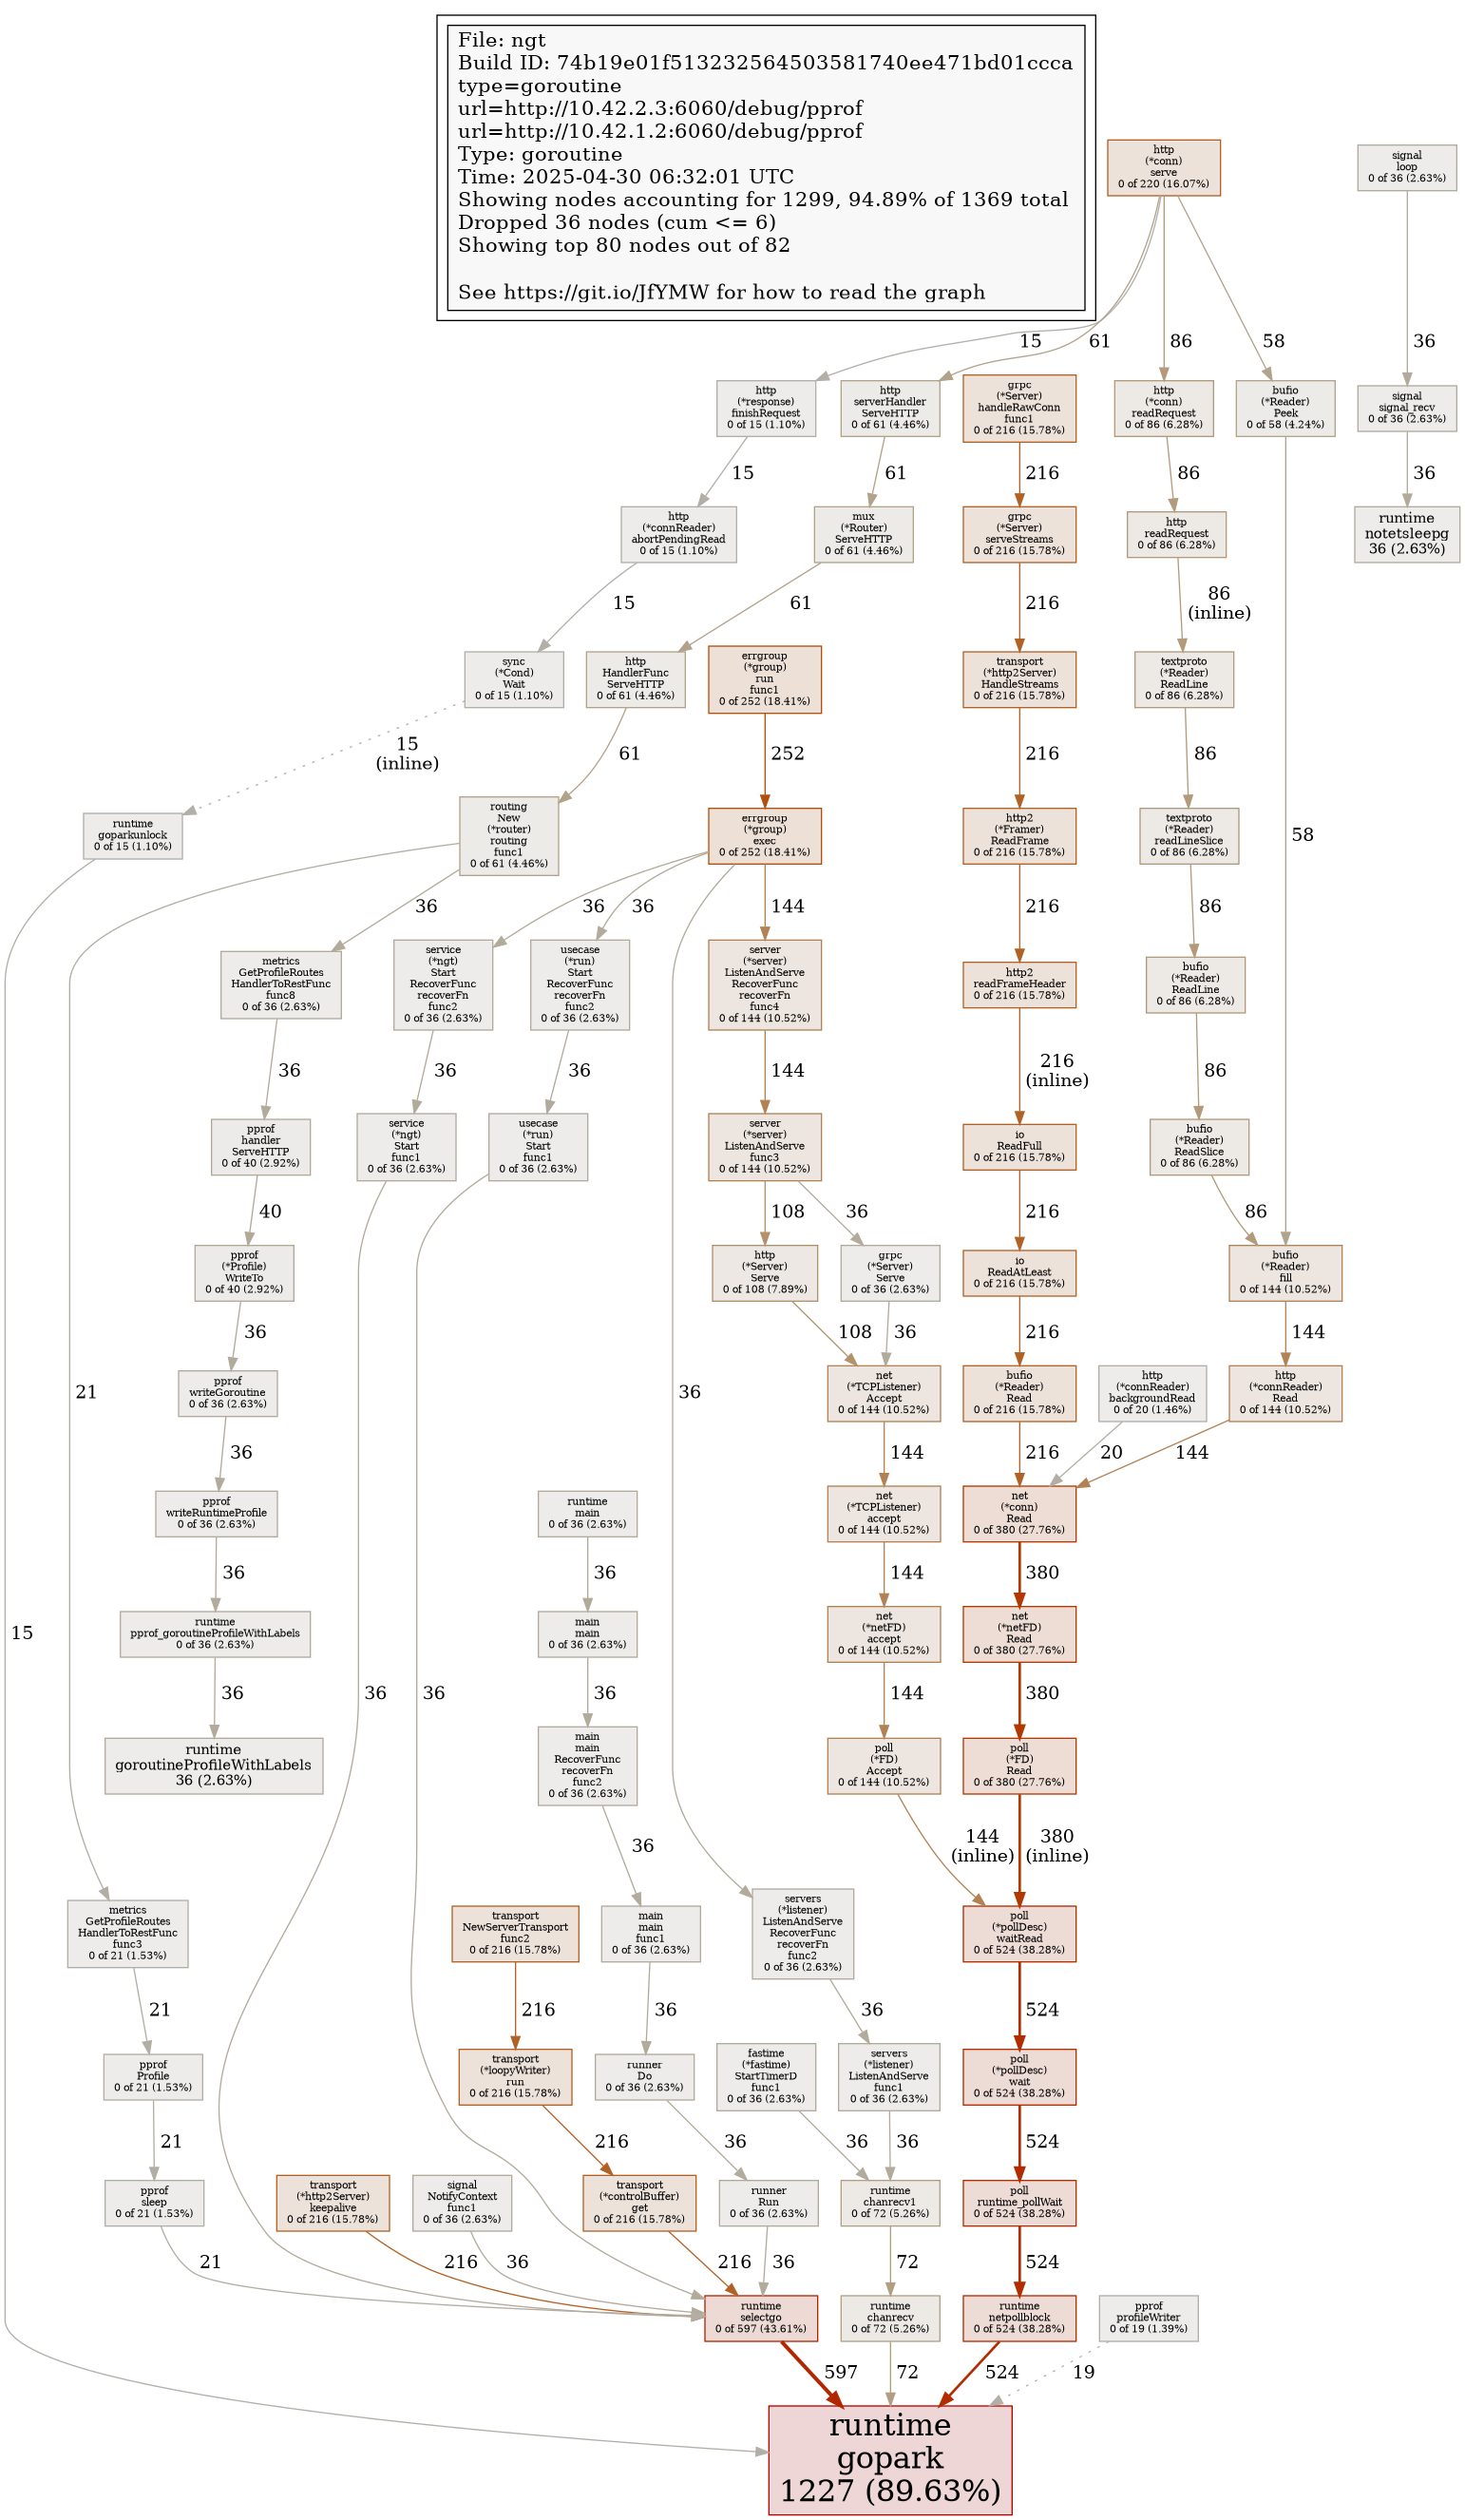 File: ngt
Build ID: 74b19e01f513232564503581740ee471bd01ccca
type=goroutine
url=http://10.42.2.3:6060/debug/pprof
url=http://10.42.1.2:6060/debug/pprof
Type: goroutine
Time: 2025-04-30 06:32:01 UTC
Showing nodes accounting for 1299, 94.89% of 1369 total
Dropped 36 nodes (cum <= 6)
Showing top 80 nodes out of 82
See https://git.io/JfYMW for how to read the graph
http
(*conn)
serve
0 of 220 (16.07%)
signal
loop
0 of 36 (2.63%)
15
61
86
58
36
http
(*response)
finishRequest
0 of 15 (1.10%)
http
serverHandler
ServeHTTP
0 of 61 (4.46%)
grpc
(*Server)
handleRawConn
func1
0 of 216 (15.78%)
http
(*conn)
readRequest
0 of 86 (6.28%)
bufio
(*Reader)
Peek
0 of 58 (4.24%)
signal
signal_recv
0 of 36 (2.63%)
15
61
216
86
36
http
(*connReader)
abortPendingRead
0 of 15 (1.10%)
mux
(*Router)
ServeHTTP
0 of 61 (4.46%)
grpc
(*Server)
serveStreams
0 of 216 (15.78%)
http
readRequest
0 of 86 (6.28%)
runtime
notetsleepg
36 (2.63%)
15
61
216
86
(inline)
sync
(*Cond)
Wait
0 of 15 (1.10%)
http
HandlerFunc
ServeHTTP
0 of 61 (4.46%)
errgroup
(*group)
run
func1
0 of 252 (18.41%)
transport
(*http2Server)
HandleStreams
0 of 216 (15.78%)
textproto
(*Reader)
ReadLine
0 of 86 (6.28%)
15
(inline)
61
252
216
86
runtime
goparkunlock
0 of 15 (1.10%)
routing
New
(*router)
routing
func1
0 of 61 (4.46%)
errgroup
(*group)
exec
0 of 252 (18.41%)
http2
(*Framer)
ReadFrame
0 of 216 (15.78%)
textproto
(*Reader)
readLineSlice
0 of 86 (6.28%)
58
36
36
36
144
216
86
metrics
GetProfileRoutes
HandlerToRestFunc
func8
0 of 36 (2.63%)
service
(*ngt)
Start
RecoverFunc
recoverFn
func2
0 of 36 (2.63%)
usecase
(*run)
Start
RecoverFunc
recoverFn
func2
0 of 36 (2.63%)
server
(*server)
ListenAndServe
RecoverFunc
recoverFn
func4
0 of 144 (10.52%)
http2
readFrameHeader
0 of 216 (15.78%)
bufio
(*Reader)
ReadLine
0 of 86 (6.28%)
36
36
36
144
216
(inline)
86
pprof
handler
ServeHTTP
0 of 40 (2.92%)
service
(*ngt)
Start
func1
0 of 36 (2.63%)
usecase
(*run)
Start
func1
0 of 36 (2.63%)
server
(*server)
ListenAndServe
func3
0 of 144 (10.52%)
io
ReadFull
0 of 216 (15.78%)
bufio
(*Reader)
ReadSlice
0 of 86 (6.28%)
40
108
36
216
86
pprof
(*Profile)
WriteTo
0 of 40 (2.92%)
http
(*Server)
Serve
0 of 108 (7.89%)
grpc
(*Server)
Serve
0 of 36 (2.63%)
io
ReadAtLeast
0 of 216 (15.78%)
bufio
(*Reader)
fill
0 of 144 (10.52%)
36
108
36
216
144
21
36
pprof
writeGoroutine
0 of 36 (2.63%)
net
(*TCPListener)
Accept
0 of 144 (10.52%)
bufio
(*Reader)
Read
0 of 216 (15.78%)
http
(*connReader)
backgroundRead
0 of 20 (1.46%)
http
(*connReader)
Read
0 of 144 (10.52%)
36
144
216
20
144
pprof
writeRuntimeProfile
0 of 36 (2.63%)
runtime
main
0 of 36 (2.63%)
net
(*TCPListener)
accept
0 of 144 (10.52%)
net
(*conn)
Read
0 of 380 (27.76%)
36
36
144
380
15
runtime
pprof_goroutineProfileWithLabels
0 of 36 (2.63%)
main
main
0 of 36 (2.63%)
net
(*netFD)
accept
0 of 144 (10.52%)
net
(*netFD)
Read
0 of 380 (27.76%)
36
36
36
36
144
380
runtime
goroutineProfileWithLabels
36 (2.63%)
main
main
RecoverFunc
recoverFn
func2
0 of 36 (2.63%)
poll
(*FD)
Accept
0 of 144 (10.52%)
poll
(*FD)
Read
0 of 380 (27.76%)
36
144
(inline)
380
(inline)
metrics
GetProfileRoutes
HandlerToRestFunc
func3
0 of 21 (1.53%)
transport
NewServerTransport
func2
0 of 216 (15.78%)
main
main
func1
0 of 36 (2.63%)
servers
(*listener)
ListenAndServe
RecoverFunc
recoverFn
func2
0 of 36 (2.63%)
poll
(*pollDesc)
waitRead
0 of 524 (38.28%)
21
216
36
36
524
pprof
Profile
0 of 21 (1.53%)
transport
(*loopyWriter)
run
0 of 216 (15.78%)
runner
Do
0 of 36 (2.63%)
fastime
(*fastime)
StartTimerD
func1
0 of 36 (2.63%)
servers
(*listener)
ListenAndServe
func1
0 of 36 (2.63%)
poll
(*pollDesc)
wait
0 of 524 (38.28%)
21
216
36
36
36
524
pprof
sleep
0 of 21 (1.53%)
transport
(*http2Server)
keepalive
0 of 216 (15.78%)
signal
NotifyContext
func1
0 of 36 (2.63%)
transport
(*controlBuffer)
get
0 of 216 (15.78%)
runner
Run
0 of 36 (2.63%)
runtime
chanrecv1
0 of 72 (5.26%)
poll
runtime_pollWait
0 of 524 (38.28%)
21
216
36
216
36
72
524
runtime
selectgo
0 of 597 (43.61%)
runtime
chanrecv
0 of 72 (5.26%)
runtime
netpollblock
0 of 524 (38.28%)
pprof
profileWriter
0 of 19 (1.39%)
597
72
524
19
runtime
gopark
1227 (89.63%)